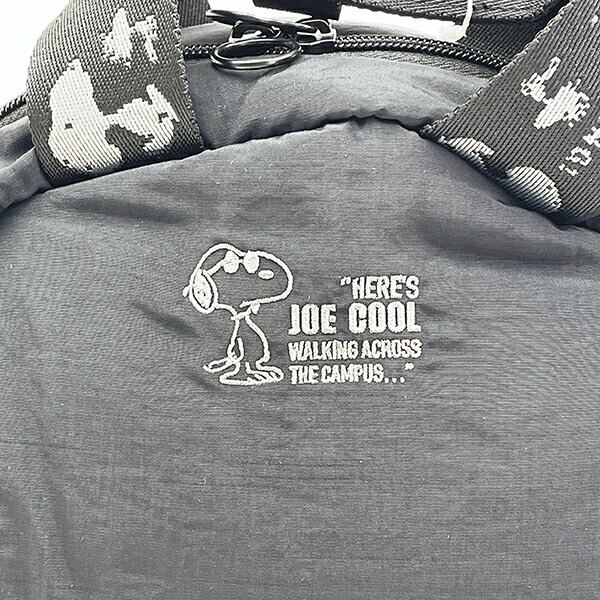 "HERE'S
JOE COOL
WALKING ACROSS
THE CAMPUS..."